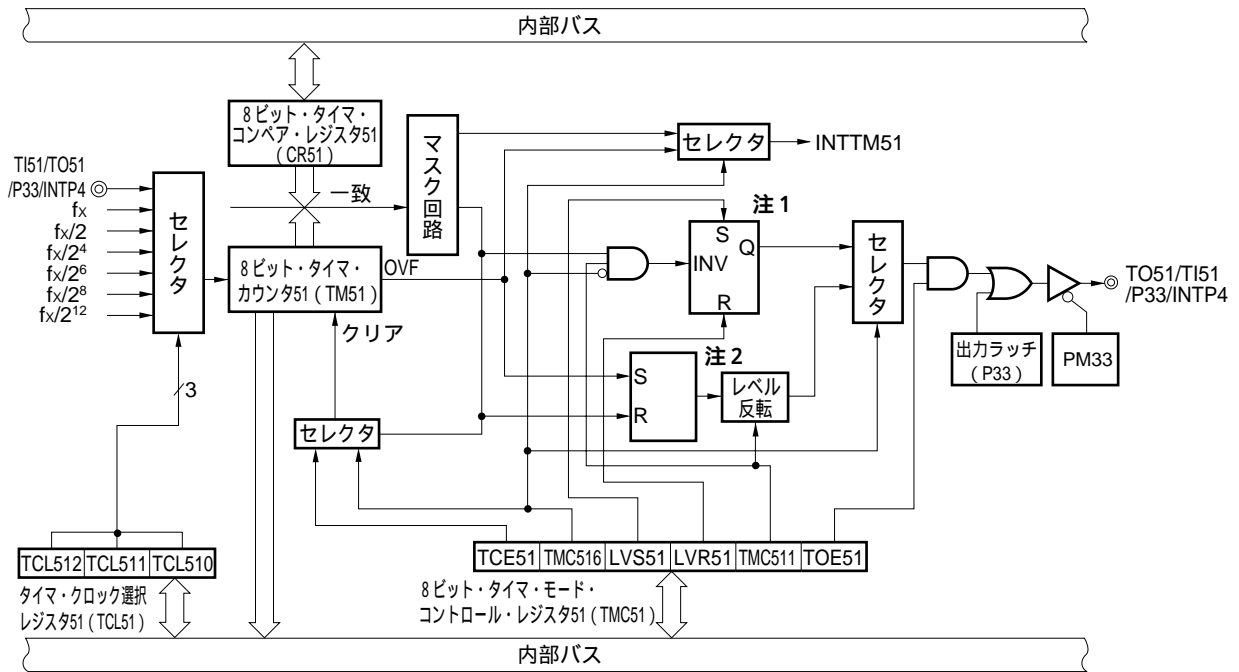 内部バス
8ビット・タイマ・
コンペア・レジスタ51
(CR51)
マスク回路
セレクタ
INTTM51
TI51/TO51
/P33/INTP4
fX
fX/2
fX/2⁴
fX/2⁶
fX/2⁸
fX/2¹²
セレクタ
一致
8ビット・タイマ・
カウンタ51(TM51)
OVF
クリア
注1
S
INV
Q
R
セレクタ
TO51/TI51
/P33/INTP4
出力ラッチ
(P33)
PM33
注2
S
R
レベル
反転
3
セレクタ
TCL512 TCL511 TCL510
タイマ・クロック選択
レジスタ51(TCL51)
TCE51 TMC516 LVS51 LVR51 TMC511 TOE51
8ビット・タイマ・モード・
コントロール・レジスタ51(TMC51)
内部バス